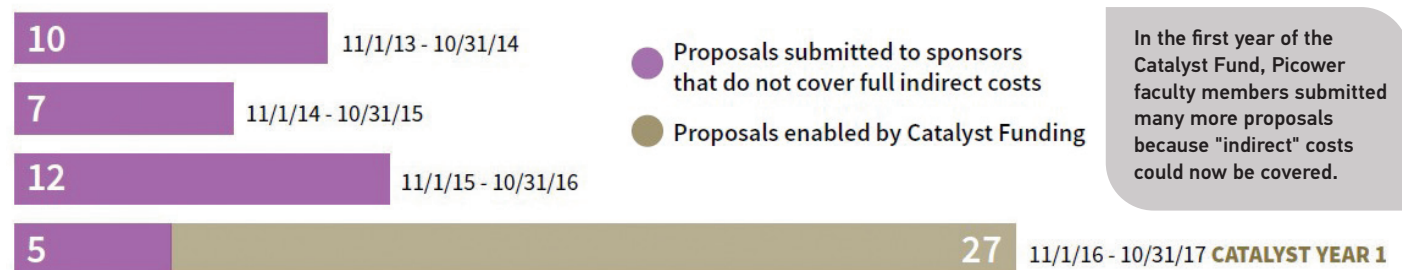 10 11/1/13 - 10/31/14
7 11/1/14 - 10/31/15
12 11/1/15 - 10/31/16
5 27 11/1/16 - 10/31/17 CATALYST YEAR 1
Proposals submitted to sponsors
that do not cover full indirect costs
Proposals enabled by Catalyst Funding
In the first year of the
Catalyst Fund, Picower
faculty members submitted
many more proposals
because "indirect" costs
could now be covered.